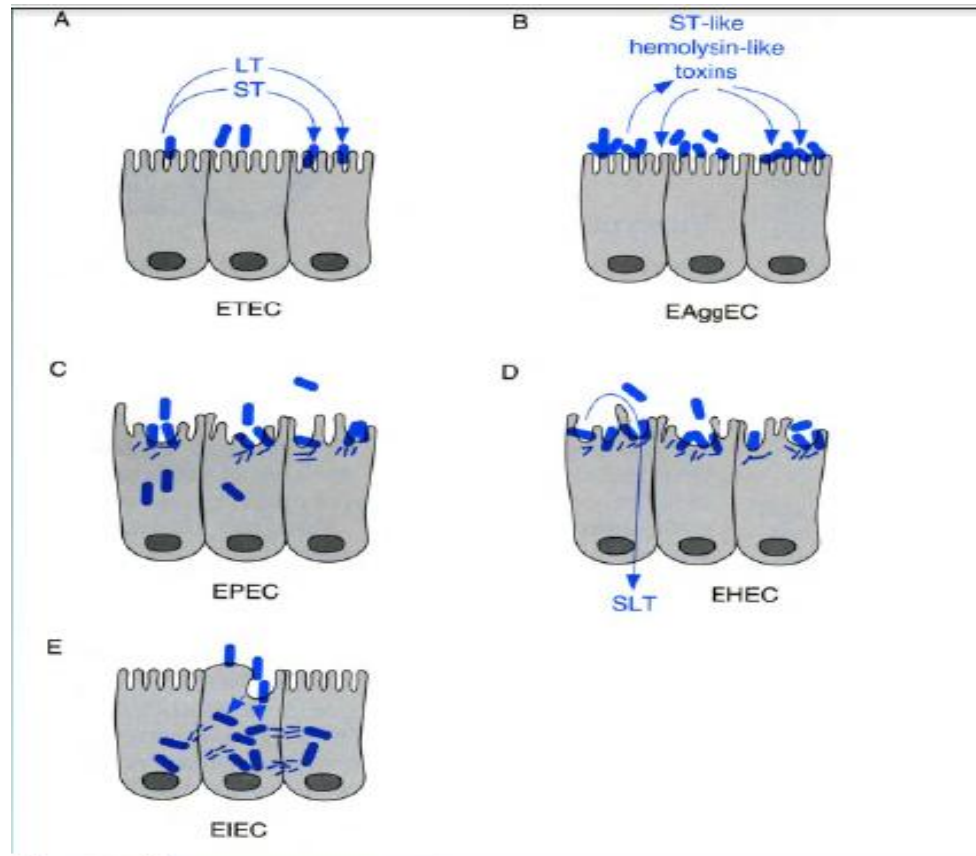 A
LT
ST
ETEC
B
ST-like
hemolysin-like
toxins
EAggEC
C
EPEC
D
SLT
EHEC
E
EIEC